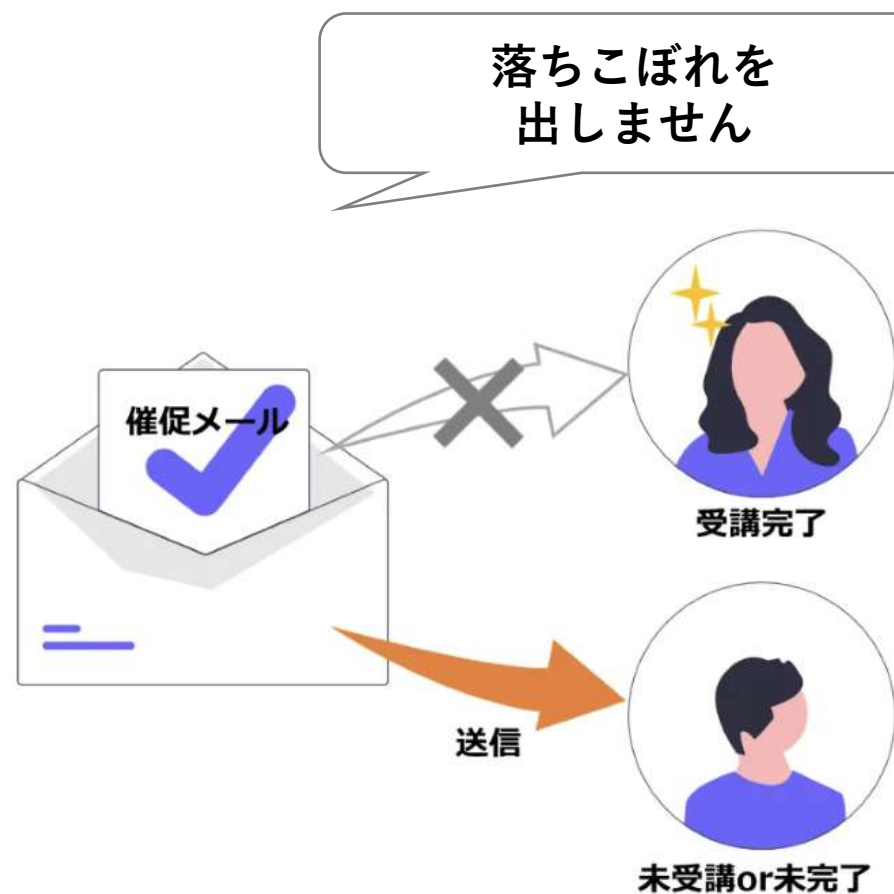 落ちこぼれを
出しません
催促メール
受講完了
送信
未受講or未完了